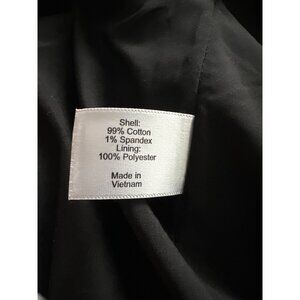 Shell:
99% Cotton
1% Spandex
Lining:
100% Polyester
Made in
Vietnam